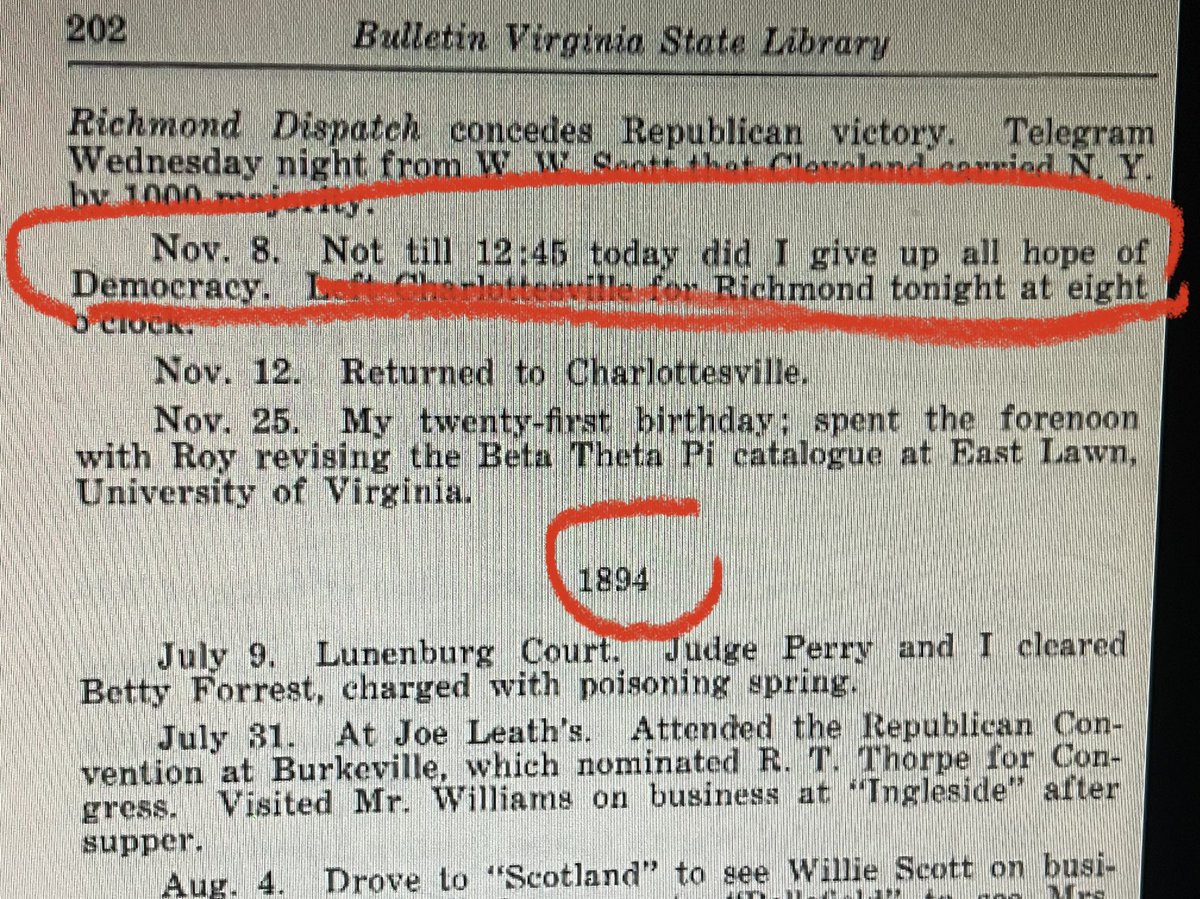 202 Bulletin Virginia State Library
Richmond Dispatch concedes Republican victory. Telegram
Wednesday night from W. W. Scott that Cleveland carried N. Y.
by 1000 majority.
Nov. 8. Not till 12:45 today did I give up all hope of
Democracy. Left Charlottesville for Richmond tonight at eight
o'clock.
Nov. 12. Returned to Charlottesville.
Nov. 25. My twenty-first birthday; spent the forenoon
with Roy revising the Beta Theta Pi catalogue at East Lawn,
University of Virginia.
1894
July 9. Lunenburg Court. Judge Perry and I cleared
Betty Forrest, charged with poisoning spring.
July 31. At Joe Leath's. Attended the Republican Con-
vention at Burkeville, which nominated R. T. Thorpe for Con-
gress. Visited Mr. Williams on business at "Ingleside" after
supper.
Aug. 4. Drove to "Scotland" to see Willie Scott on busi-
to see Mrs.